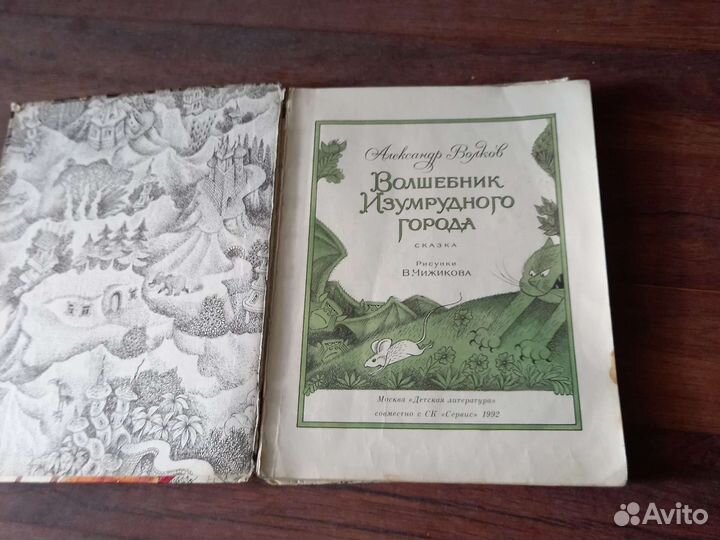 Александр Волков
Волшебник
Изумрудного
города
сказка
Рисунки
В. Чижикова
Москва «Детская литература»
совместно с СК «Сервис» 1992
Avito